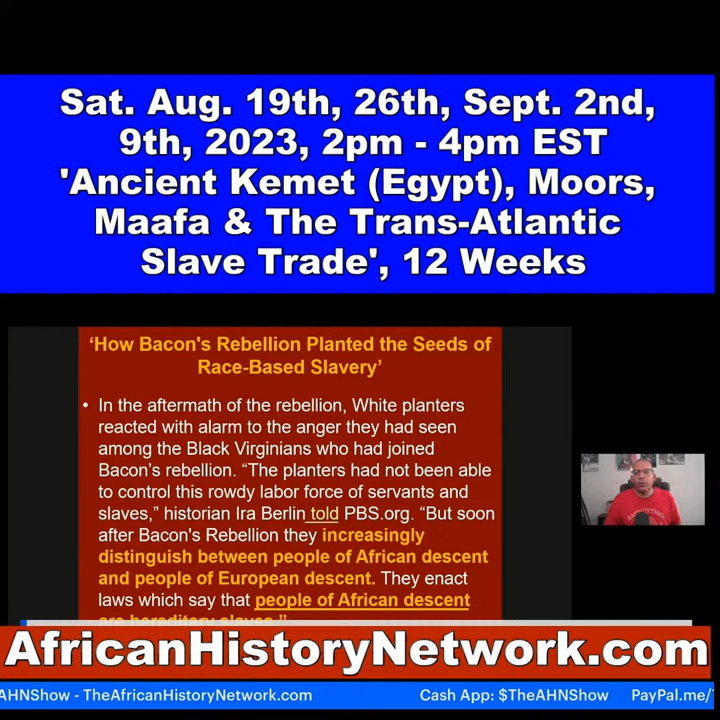 Sat. Aug. 19th, 26th, Sept. 2nd,
9th, 2023, 2pm - 4pm EST
'Ancient Kemet (Egypt), Moors,
Maafa & The Trans-Atlantic
Slave Trade', 12 Weeks
‘How Bacon's Rebellion Planted the Seeds of
Race-Based Slavery’
• In the aftermath of the rebellion, White planters
reacted with alarm to the anger they had seen
among the Black Virginians who had joined
Bacon’s rebellion. “The planters had not been able
to control this rowdy labor force of servants and
slaves,” historian Ira Berlin told PBS.org. “But soon
after Bacon's Rebellion they increasingly
distinguish between people of African descent
and people of European descent. They enact
laws which say that people of African descent
are hereditary slaves.”
AfricanHistoryNetwork.com
AHNShow - TheAfricanHistoryNetwork.com Cash App: $TheAHNShow PayPal.me/